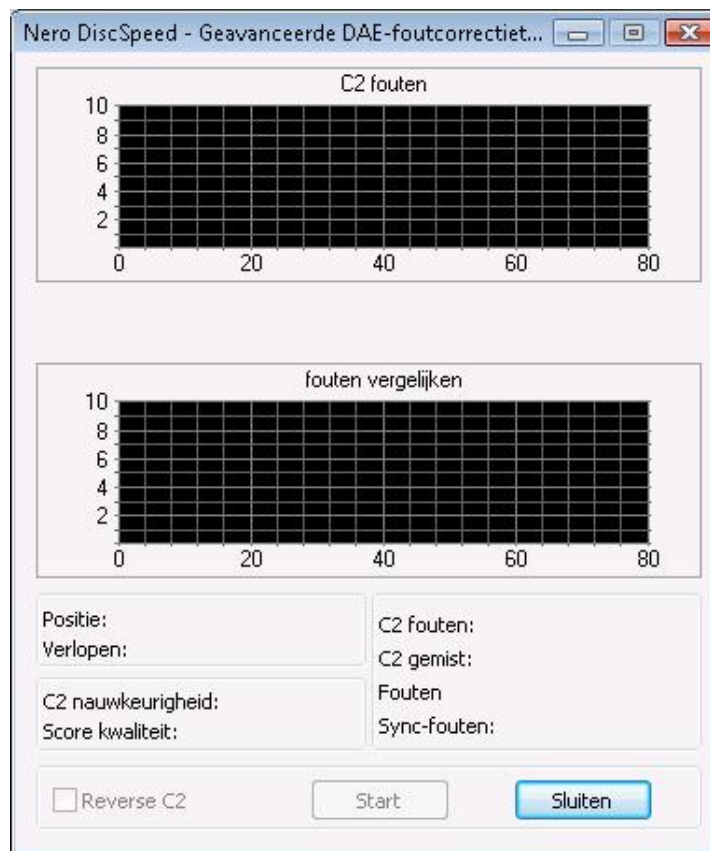 Nero DiscSpeed - Geavanceerde DAE-foutcorrectiet...
C2 fouten
10
8
6
4
2
0 20 40 60 80
fouten vergelijken
10
8
6
4
2
0 20 40 60 80
Positie:
Verlopen:
C2 nauwkeurigheid:
Score kwaliteit:
C2 fouten:
C2 gemist:
Fouten
Sync-fouten:
Reverse C2 Start Sluiten